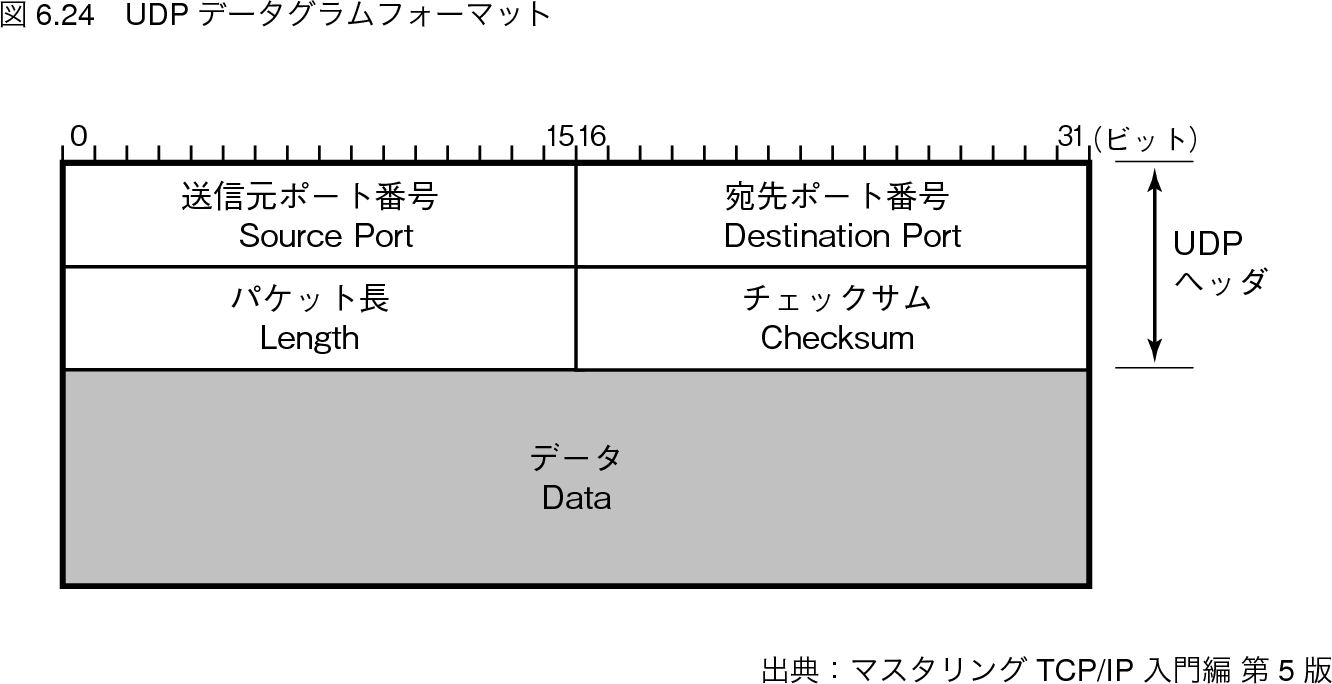 図 6.24　UDP データグラムフォーマット
0 15 16 31 (ビット)
送信元ポート番号
Source Port
宛先ポート番号
Destination Port
UDP
ヘッダ
パケット長
Length
チェックサム
Checksum
データ
Data
出典：マスタリング TCP/IP 入門編 第 5 版